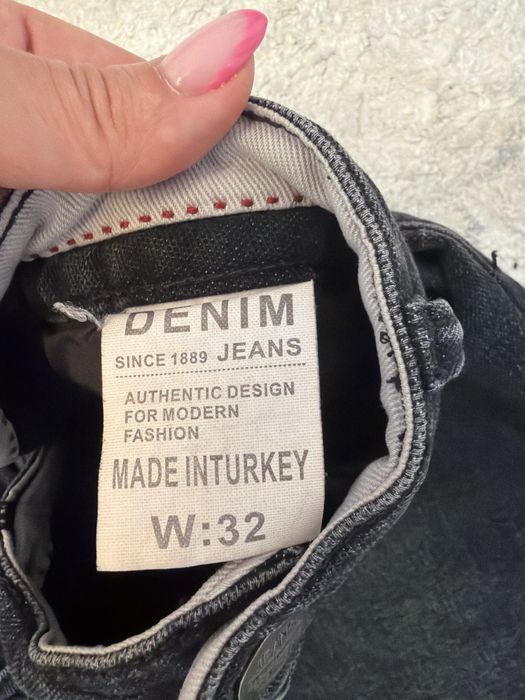 DENIM
SINCE 1889 JEANS
AUTHENTIC DESIGN
FOR MODERN
FASHION
MADE INTURKEY
W:32